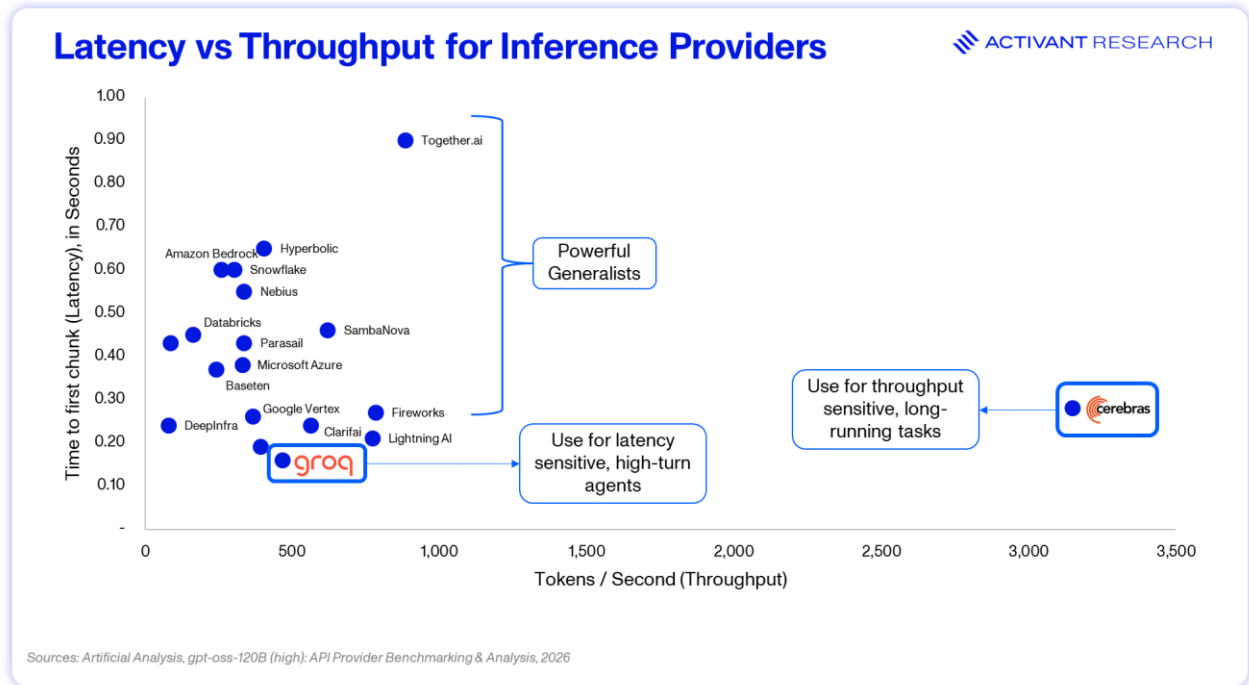 Latency vs Throughput for Inference Providers
ACTIVANT RESEARCH
Time to first chunk (Latency), in Seconds
1.00
0.90
0.80
0.70
0.60
0.50
0.40
0.30
0.20
0.10
-
Together.ai
Hyperbolic
Amazon Bedrock
Snowflake
Nebius
Databricks
SambaNova
Parasail
Microsoft Azure
Baseten
Google Vertex
Fireworks
DeepInfra
Clarifai
Lightning AI
groq
Powerful
Generalists
Use for latency
sensitive, high-turn
agents
Use for throughput
sensitive, long-
running tasks
cerebras
0
500
1,000
1,500
2,000
2,500
3,000
3,500
Tokens / Second (Throughput)
Sources: Artificial Analysis, gpt-oss-120B (high): API Provider Benchmarking & Analysis, 2026